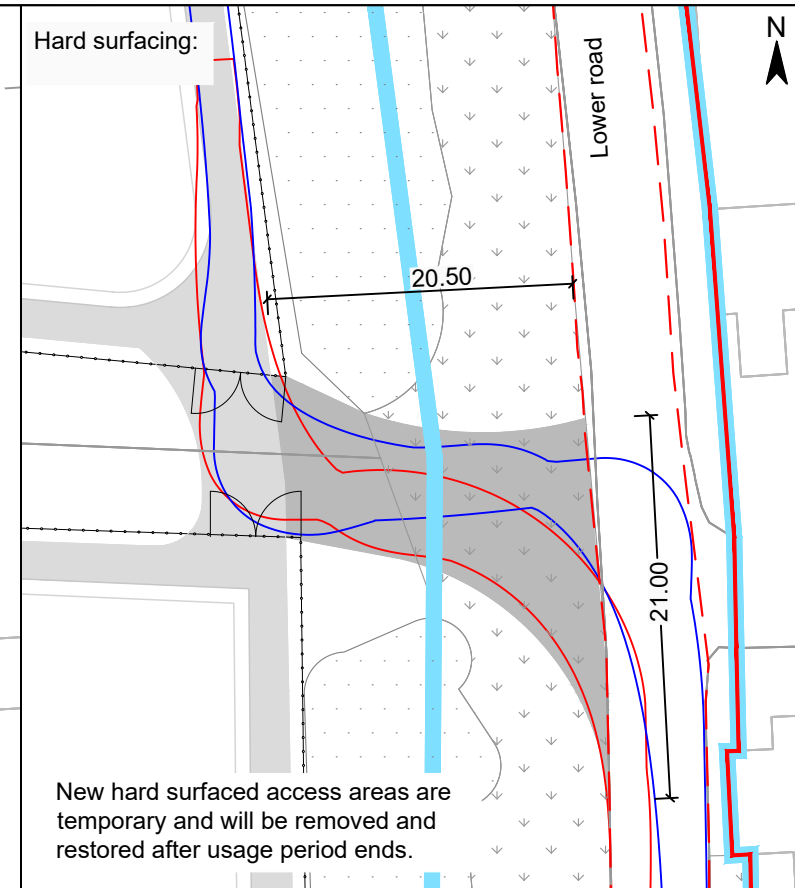 Hard surfacing:
N
Lower road
20.50
21.00
New hard surfaced access areas are
temporary and will be removed and
restored after usage period ends.